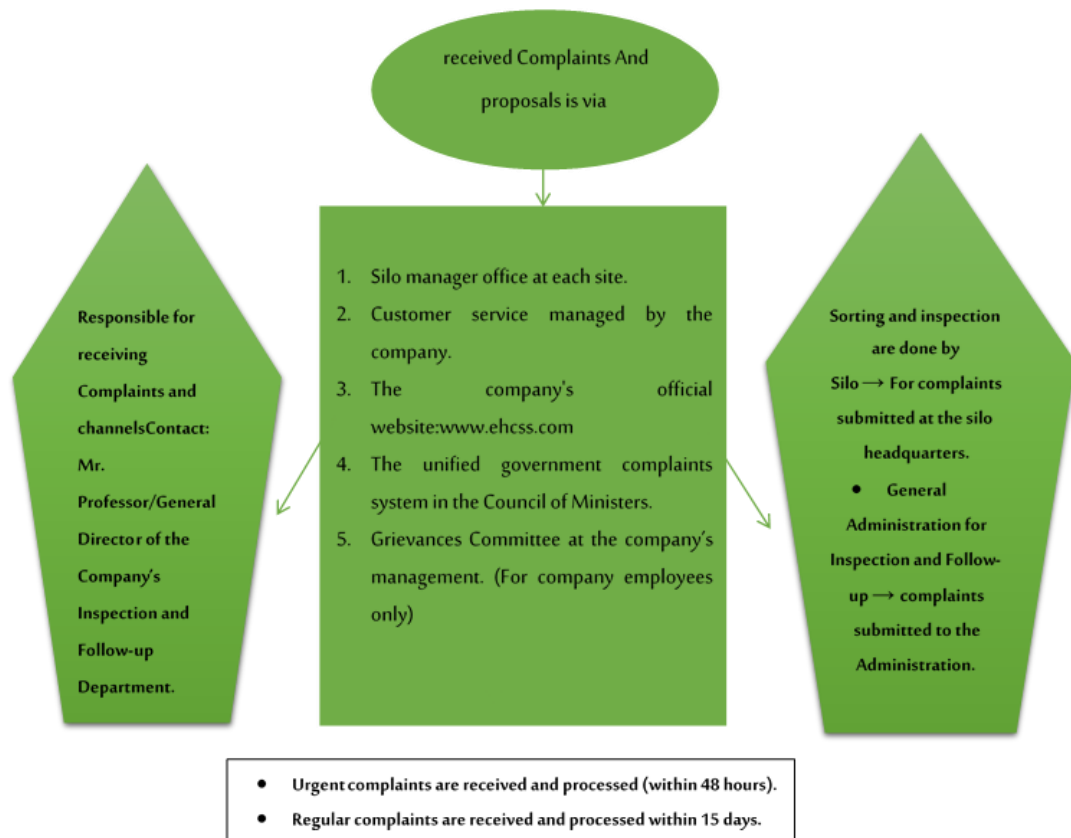 received Complaints And
proposals is via
Responsible for
receiving
Complaints and
channelsContact:
Mr.
Professor/General
Director of the
Company's
Inspection and
Follow-up
Department.
1. Silo manager office at each site.
2. Customer service managed by the
company.
3. The company's official
website:www.ehcss.com
4. The unified government complaints
system in the Council of Ministers.
5. Grievances Committee at the company's
management. (For company employees
only)
Sorting and inspection
are done by
Silo → For complaints
submitted at the silo
headquarters.
● General
Administration for
Inspection and Follow-
up → complaints
submitted to the
Administration.
● Urgent complaints are received and processed (within 48 hours).
● Regular complaints are received and processed within 15 days.